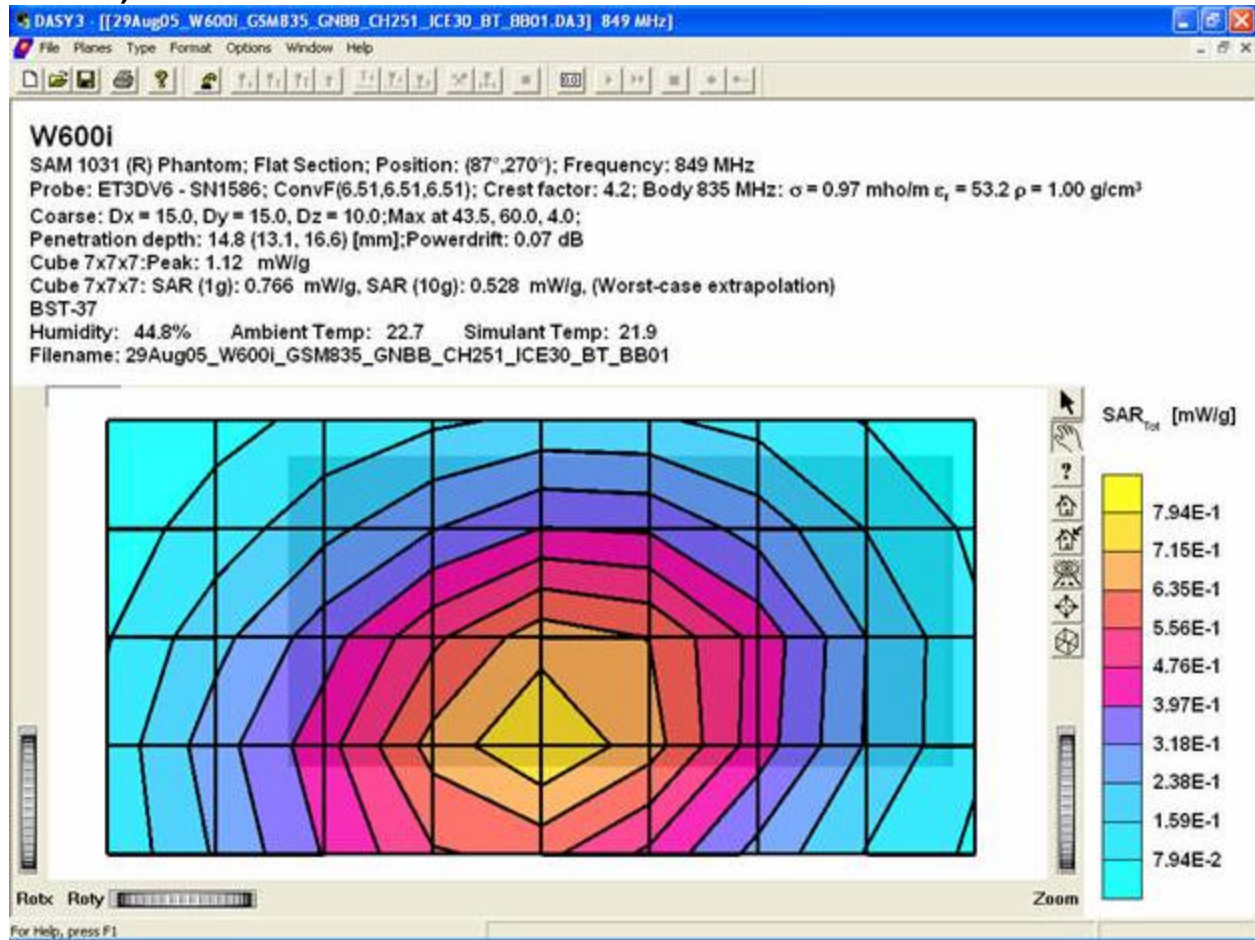 DASY3 - [[29Aug05_W600i_GSM835_GNBB_CH251_ICE30_BT_BB01.DA3] 849 MHz]
File Planes Type Format Options Window Help
W600i
SAM 1031 (R) Phantom; Flat Section; Position: (87°,270°); Frequency: 849 MHz
Probe: ET3DV6 - SN1586; ConvF(6.51,6.51,6.51); Crest factor: 4.2; Body 835 MHz: σ = 0.97 mho/m εr = 53.2 ρ = 1.00 g/cm³
Coarse: Dx = 15.0, Dy = 15.0, Dz = 10.0;Max at 43.5, 60.0, 4.0;
Penetration depth: 14.8 (13.1, 16.6) [mm];Powerdrift: 0.07 dB
Cube 7x7x7:Peak: 1.12 mW/g
Cube 7x7x7: SAR (1g): 0.766 mW/g, SAR (10g): 0.528 mW/g, (Worst-case extrapolation)
BST-37
Humidity: 44.8% Ambient Temp: 22.7 Simulant Temp: 21.9
Filename: 29Aug05_W600i_GSM835_GNBB_CH251_ICE30_BT_BB01
SARTot [mW/g]
7.94E-1
7.15E-1
6.35E-1
5.56E-1
4.76E-1
3.97E-1
3.18E-1
2.38E-1
1.59E-1
7.94E-2
Rotx Roty Zoom
For Help, press F1